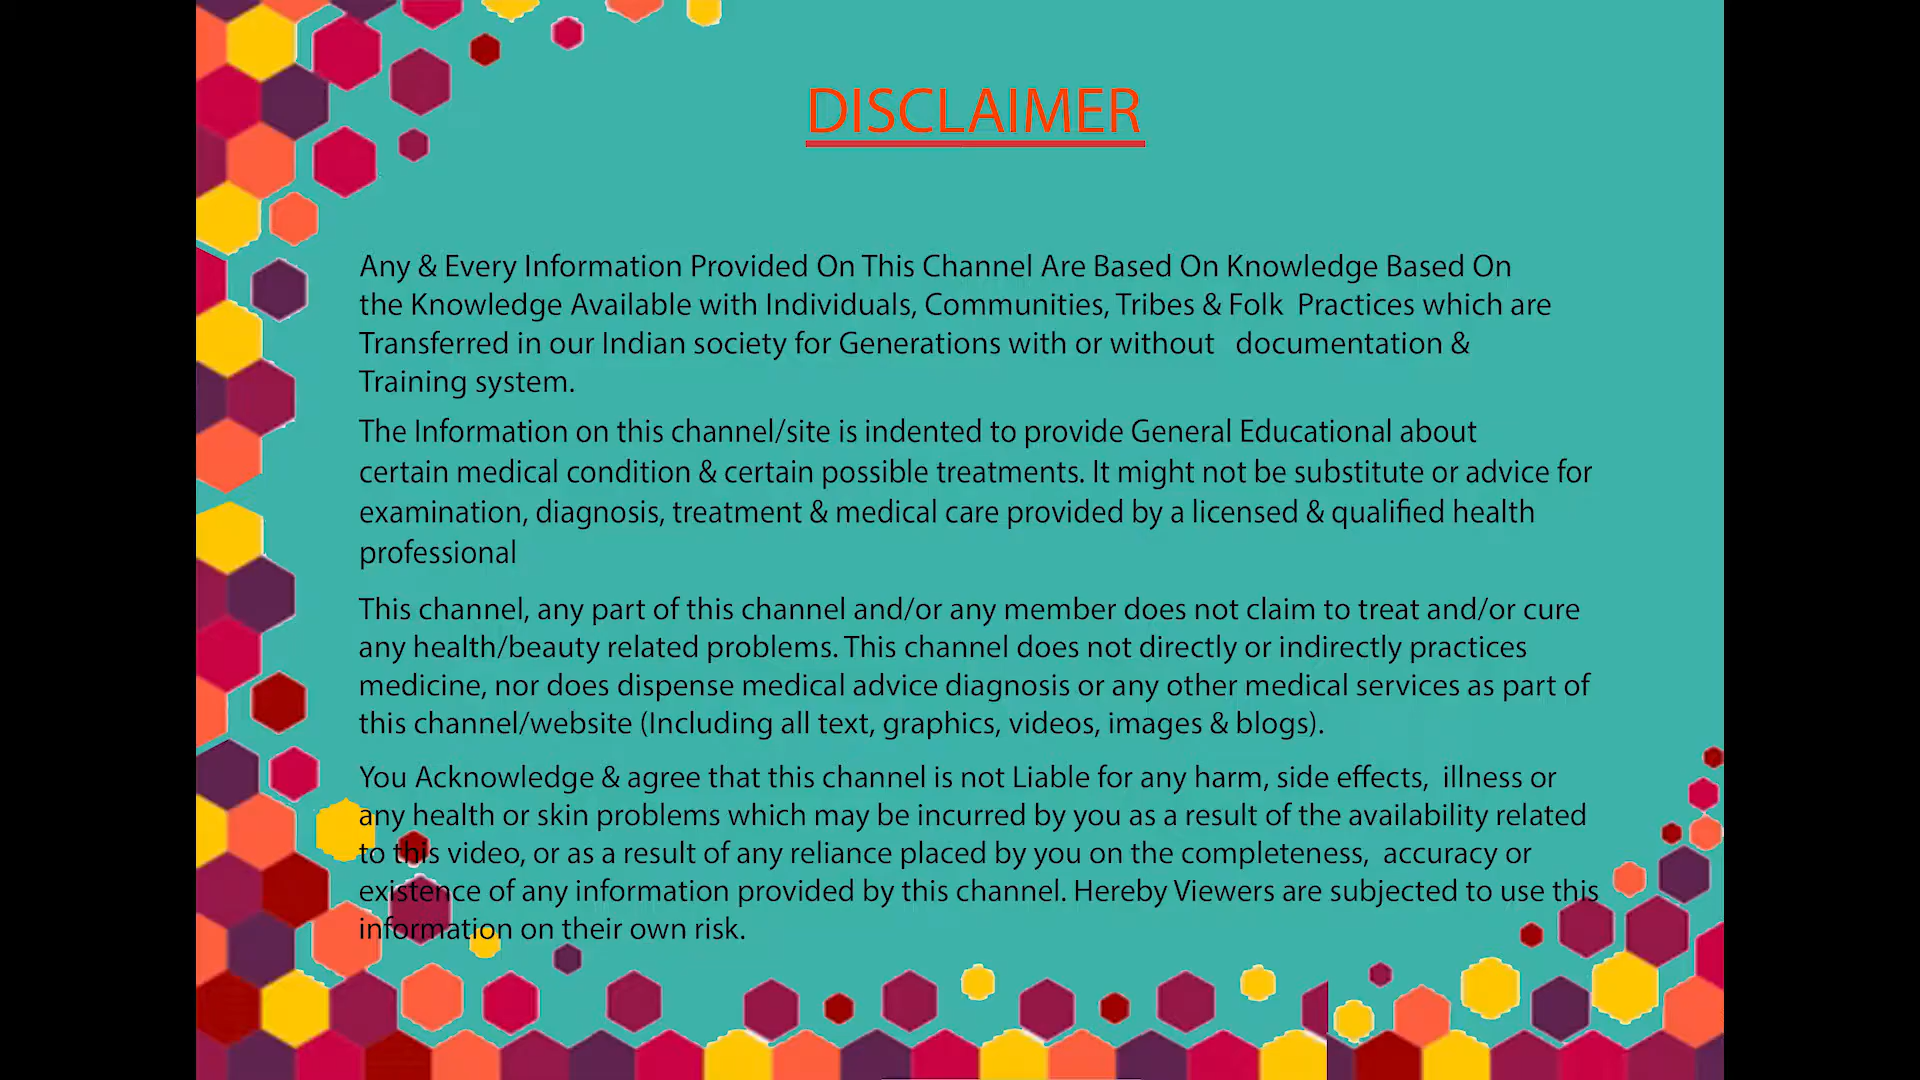 DISCLAIMER
Any & Every Information Provided On This Channel Are Based On Knowledge Based On
the Knowledge Available with Individuals, Communities, Tribes & Folk Practices which are
Transferred in our Indian society for Generations with or without documentation &
Training system.
The Information on this channel/site is indented to provide General Educational about
certain medical condition & certain possible treatments. It might not be substitute or advice for
examination, diagnosis, treatment & medical care provided by a licensed & qualified health
professional
This channel, any part of this channel and/or any member does not claim to treat and/or cure
any health/beauty related problems. This channel does not directly or indirectly practices
medicine, nor does dispense medical advice diagnosis or any other medical services as part of
this channel/website (Including all text, graphics, videos, images & blogs).
You Acknowledge & agree that this channel is not Liable for any harm, side effects, illness or
any health or skin problems which may be incurred by you as a result of the availability related
to this video, or as a result of any reliance placed by you on the completeness, accuracy or
existence of any information provided by this channel. Hereby Viewers are subjected to use this
information on their own risk.